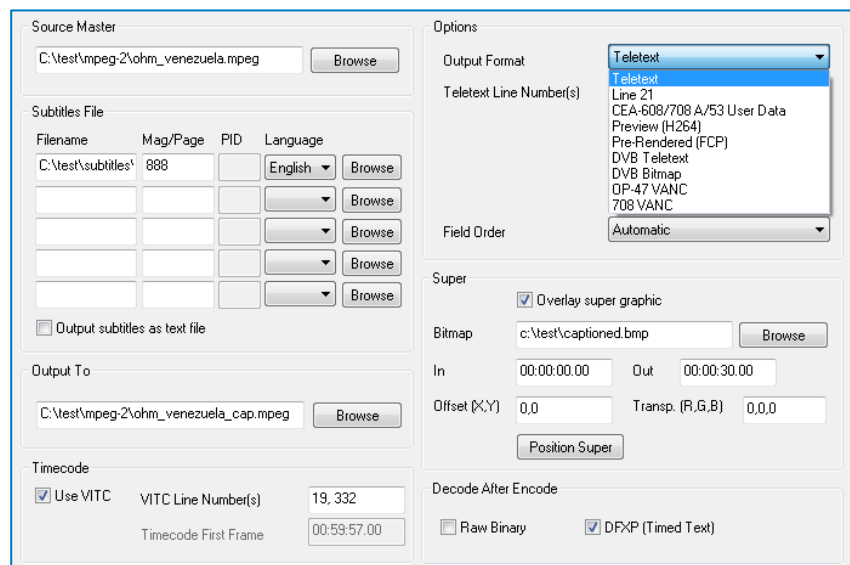 Source Master
C:\test\mpeg-2\ohm_venezuela.mpeg Browse
Subtitles File
Filename Mag/Page PID Language
C:\test\subtitles\ 888 English Browse
Browse
Browse
Browse
Browse
Output subtitles as text file
Output To
C:\test\mpeg-2\ohm_venezuela_cap.mpeg Browse
Timecode
Use VITC VITC Line Number(s) 19, 332
Timecode First Frame 00:59:57.00
Options
Output Format Teletext
Teletext Line Number(s)
Teletext
Line 21
CEA-608/708 A/53 User Data
Preview (H264)
Pre-Rendered (FCP)
DVB Teletext
DVB Bitmap
OP-47 VANC
708 VANC
Field Order Automatic
Super
Overlay super graphic
Bitmap c:\test\captioned.bmp Browse
In 00:00:00.00 Out 00:00:30.00
Offset (X,Y) 0,0 Transp. (R,G,B) 0,0,0
Position Super
Decode After Encode
Raw Binary DFXP (Timed Text)